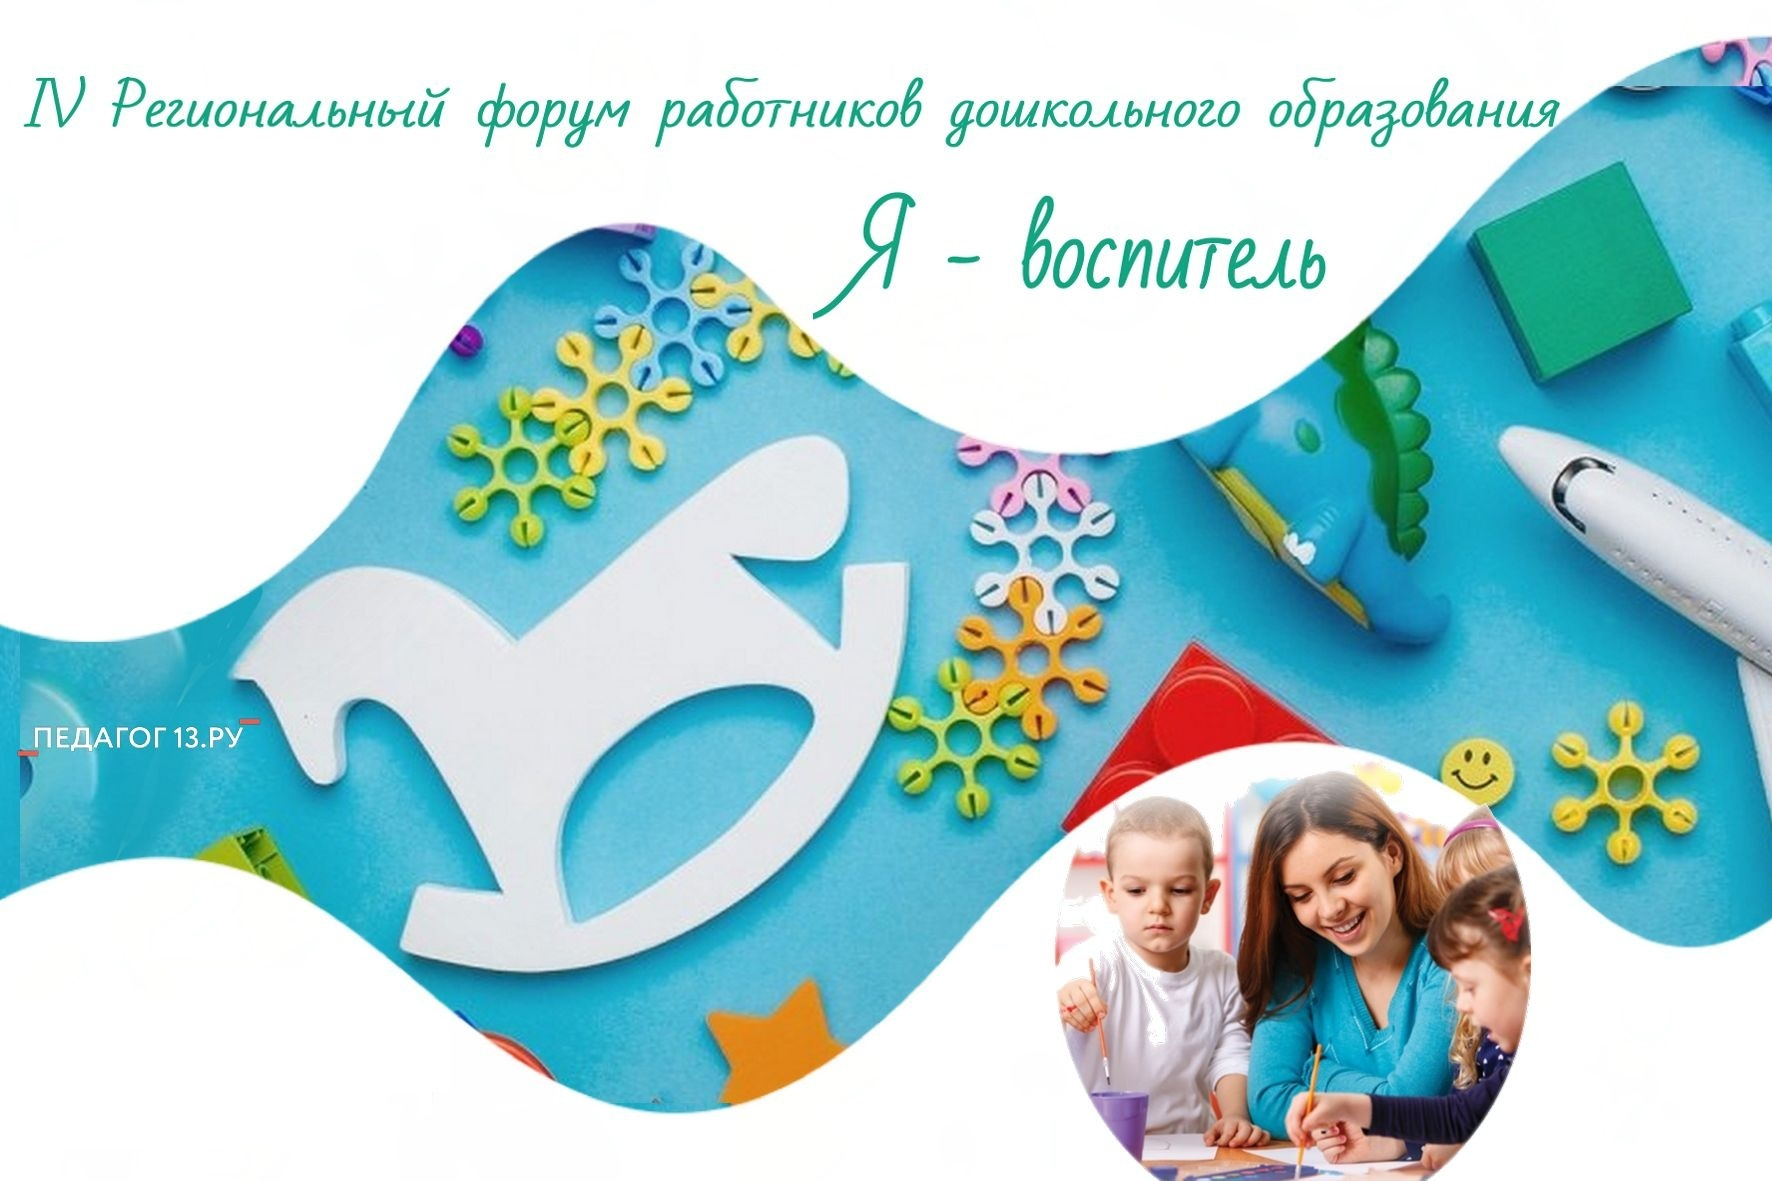 IV Региональный форум работников дошкольного образования
Я - воспитель
ПЕДАГОГ 13.РУ